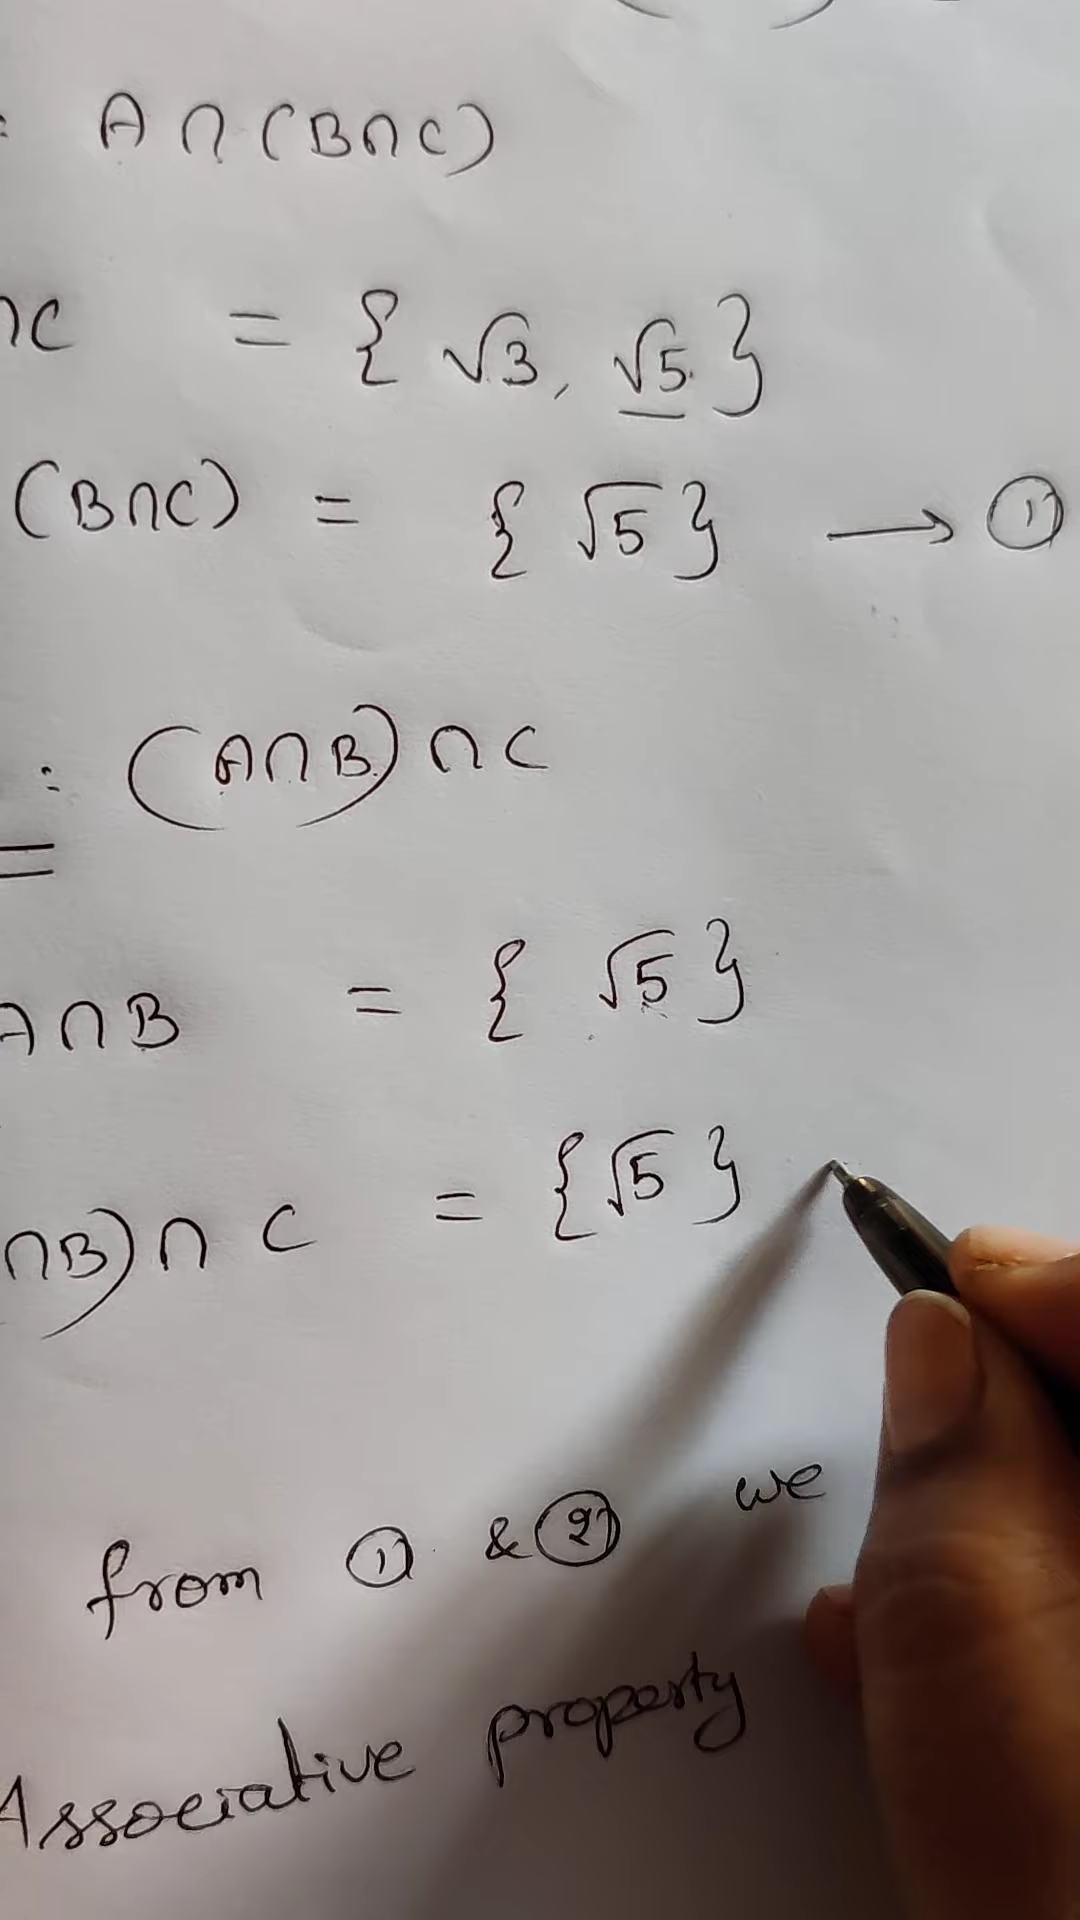 : A∩(B∩C)
∩C = { √3, √5 }
(B∩C) = { √5 } → ①
: (A∩B)∩C
=
A∩B = { √5 }
∩B)∩ C = { √5 }
from ① & ② we
Associative property